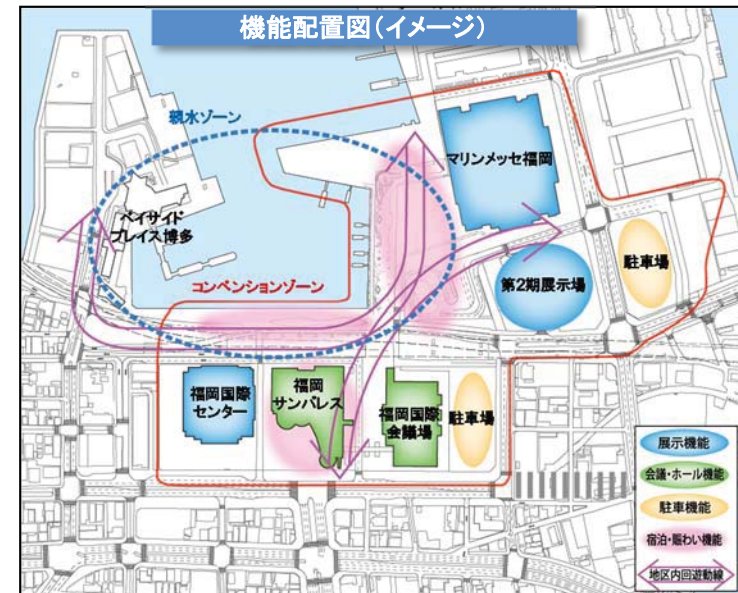 機能配置図（イメージ）
親水ゾーン
マリンメッセ福岡
ベイサイド
プレイス博多
コンベンションゾーン
第2期展示場
駐車場
福岡国際
センター
福岡
サンパレス
福岡国際
会議場
駐車場
展示機能
会議・ホール機能
駐車機能
宿泊・賑わい機能
地区内回遊動線